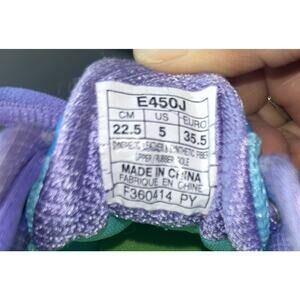 E450J
CM US EURO
22.5 5 35.5
SYNTHETIC LEATHER & SYNTHETIC FIBER
UPPER / RUBBER SOLE
MADE IN CHINA
FABRIQUE EN CHINE
F360414 PY